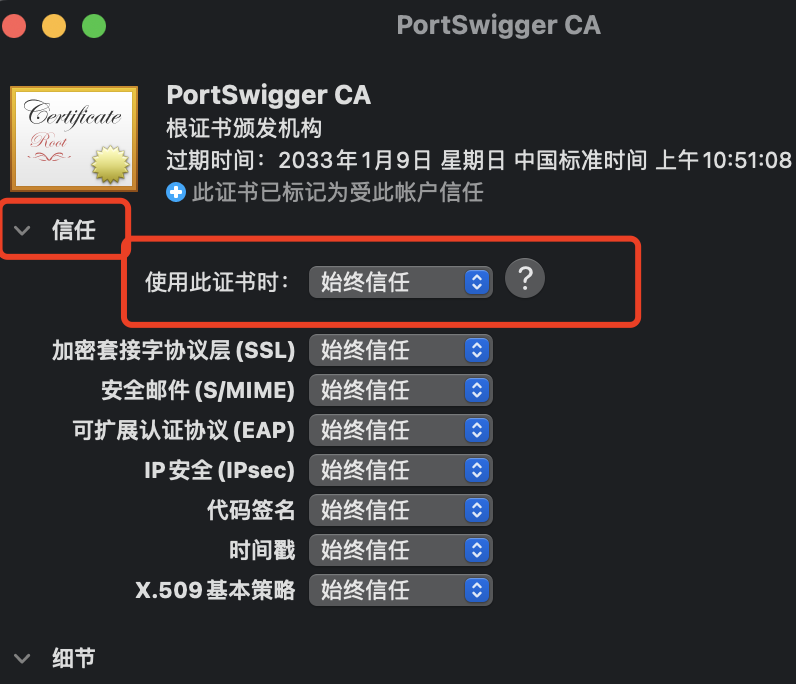 PortSwigger CA
Certificate
Root
PortSwigger CA
根证书颁发机构
过期时间：2033年1月9日 星期日 中国标准时间 上午10:51:08
此证书已标记为受此帐户信任
信任
使用此证书时： 始终信任 ?
加密套接字协议层 (SSL) 始终信任
安全邮件 (S/MIME) 始终信任
可扩展认证协议 (EAP) 始终信任
IP 安全 (IPsec) 始终信任
代码签名 始终信任
时间戳 始终信任
X.509 基本策略 始终信任
细节